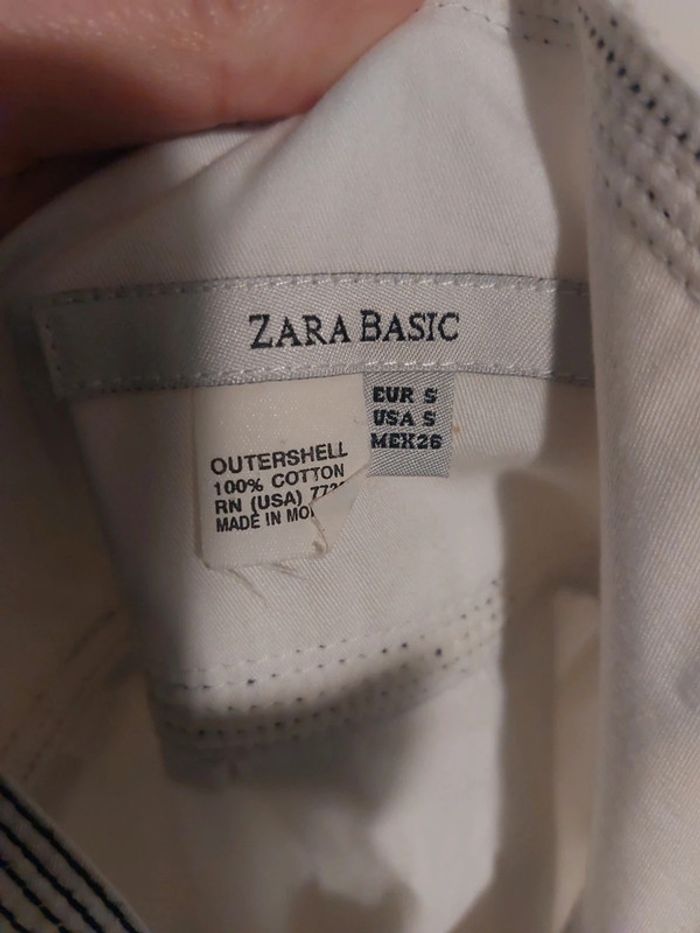 ZARA BASIC
EUR S
USA S
MEX26
OUTERSHELL
100% COTTON
RN (USA)
MADE IN